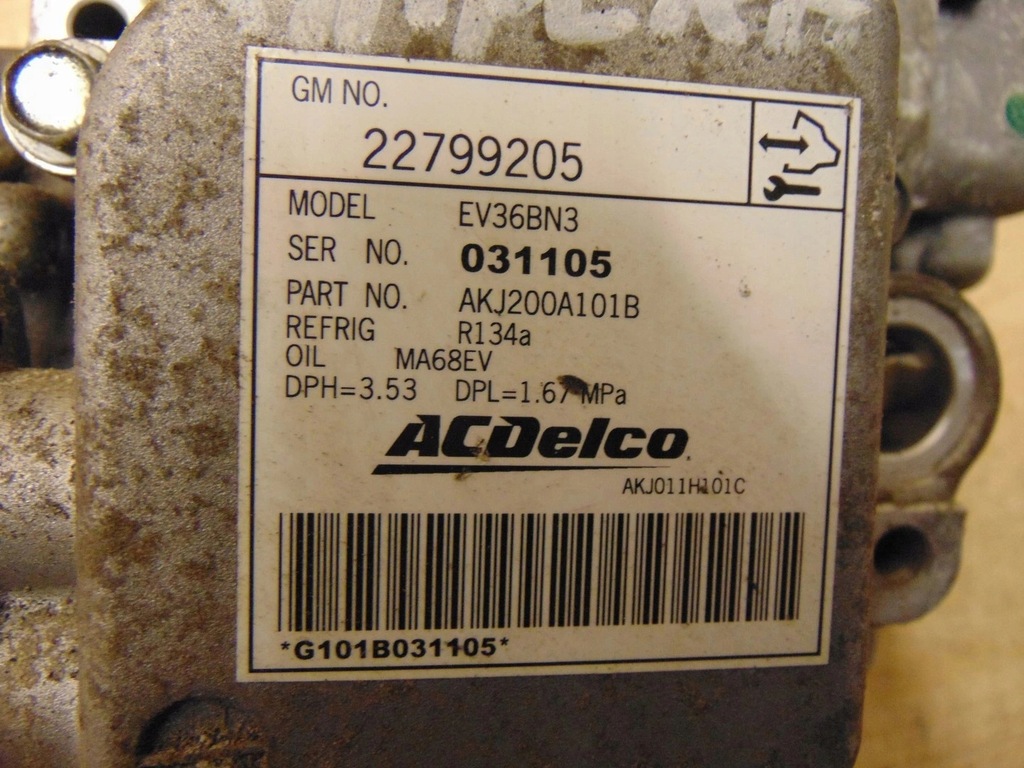 GM NO.
22799205
MODEL EV36BN3
SER NO. 031105
PART NO. AKJ200A101B
REFRIG R134a
OIL MA68EV
DPH=3.53 DPL=1.67 MPa
ACDelco
AKJ011H101C
*G101B031105*